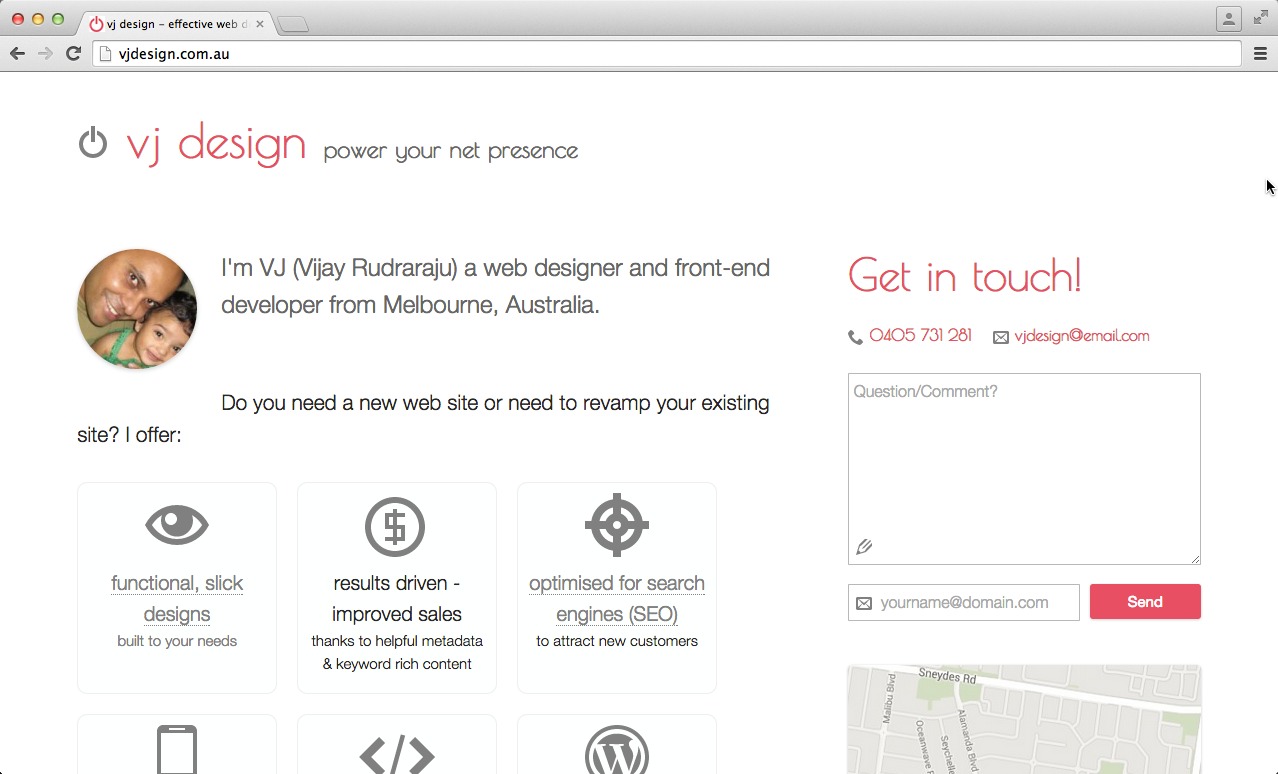 vj design – effective web d
vjdesign.com.au
vj design power your net presence
I'm VJ (Vijay Rudraraju) a web designer and front-end
developer from Melbourne, Australia.
Do you need a new web site or need to revamp your existing
site? I offer:
functional, slick
designs
built to your needs
results driven -
improved sales
thanks to helpful metadata
& keyword rich content
optimised for search
engines (SEO)
to attract new customers
Get in touch!
0405 731 281 vjdesign@email.com
Question/Comment?
yourname@domain.com Send
Sneydes Rd
Malibu Blvd
Alamanda Blvd
Oceanwave
Seychelle